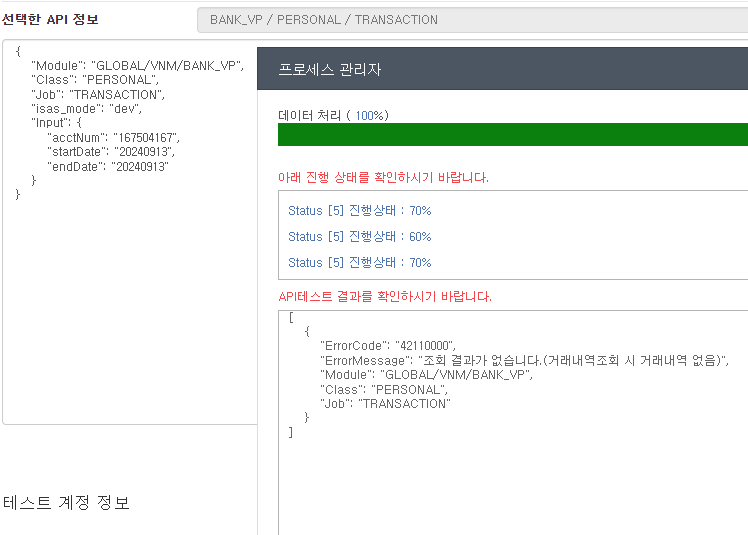 선택한 API 정보
BANK_VP / PERSONAL / TRANSACTION
{
"Module": "GLOBAL/VNM/BANK_VP",
"Class": "PERSONAL",
"Job": "TRANSACTION",
"isas_mode": "dev",
"Input": {
"acctNum": "167504167",
"startDate": "20240913",
"endDate": "20240913"
}
}
프로세스 관리자
데이터 처리 ( 100%)
아래 진행 상태를 확인하시기 바랍니다.
Status [5] 진행상태 : 70%
Status [5] 진행상태 : 60%
Status [5] 진행상태 : 70%
API테스트 결과를 확인하시기 바랍니다.
[
{
"ErrorCode": "42110000",
"ErrorMessage": "조회 결과가 없습니다.(거래내역조회 시 거래내역 없음)",
"Module": "GLOBAL/VNM/BANK_VP",
"Class": "PERSONAL",
"Job": "TRANSACTION"
}
]
테스트 계정 정보